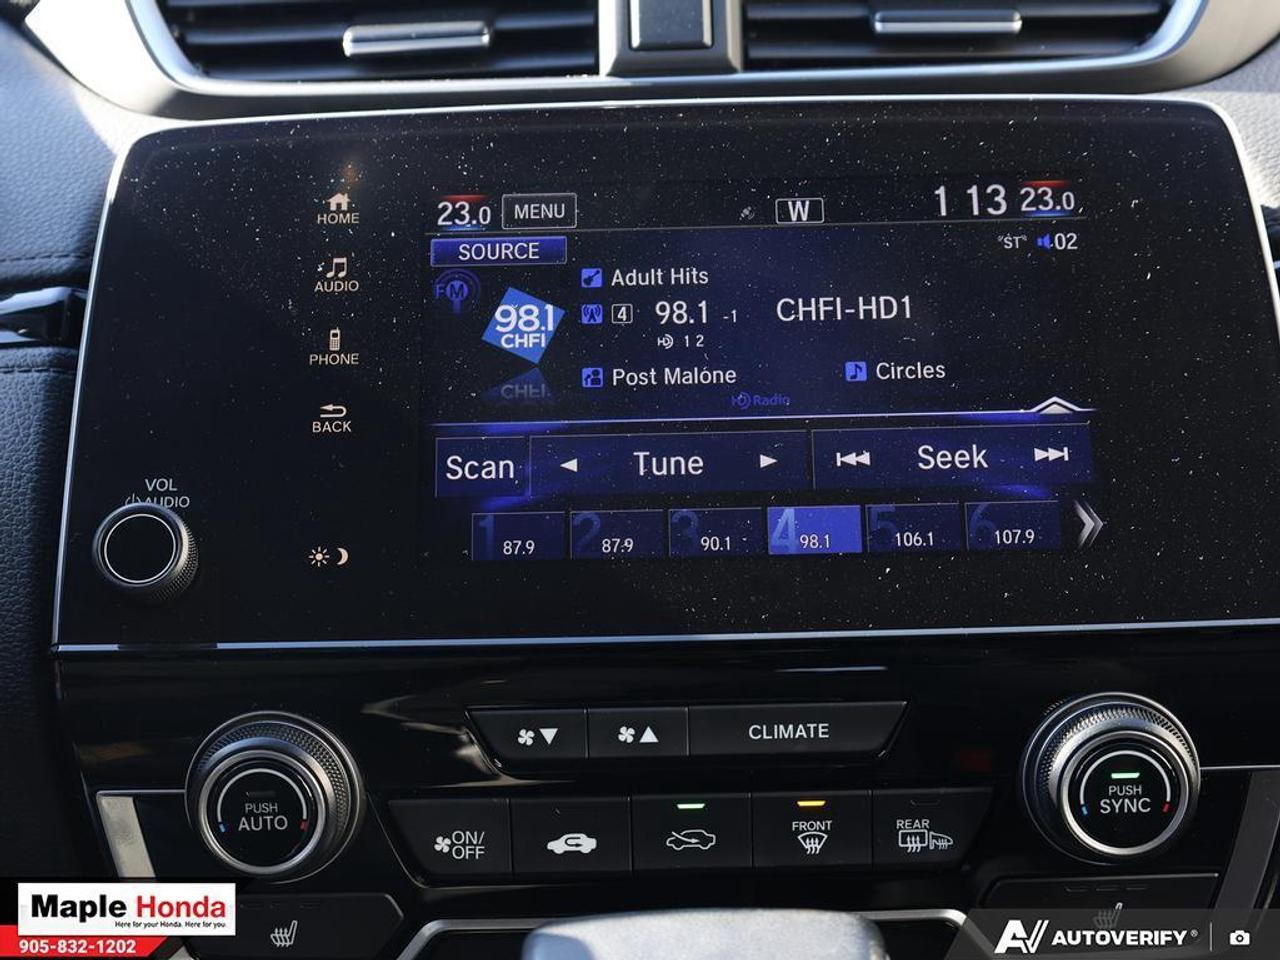 HOME
AUDIO
PHONE
BACK
VOL
AUDIO
23.0 MENU W 1 13 23.0
SOURCE "ST" 02
FM
98.1
CHFI
Adult Hits
4 98.1 -1 CHFI-HD1
HD 1 2
Post Malone Circles
HD Radio
Scan Tune Seek
1 87.9 2 87.9 3 90.1 4 98.1 5 106.1 6 107.9
CLIMATE
PUSH
AUTO
ON/
OFF
FRONT
REAR
PUSH
SYNC
Maple Honda
Here for your Honda. Here for you.
905-832-1202
AV AUTOVERIFY®